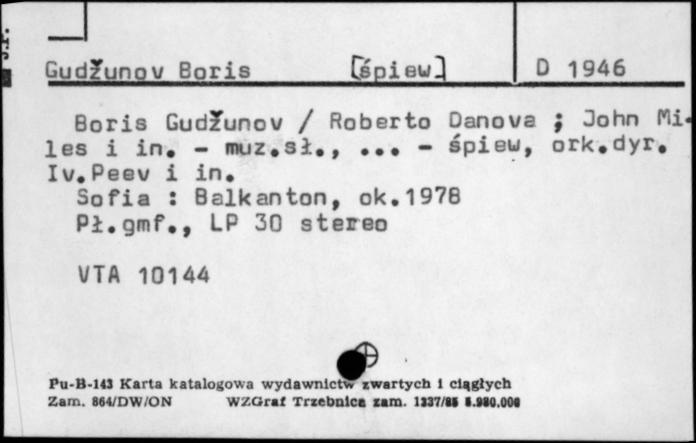 Gudžunov Boris [śpiew] D 1946
Boris Gudžunov / Roberto Danova ; John Mi-
les i in. - muz.sł., ... - śpiew, ork.dyr.
Iv.Peev i in.
Sofia : Balkanton, ok.1978
Pł.gmf., LP 30 stereo
VTA 10144
Pu-B-143 Karta katalogowa wydawnictw zwartych i ciągłych
Zam. 864/DW/ON WZGraf Trzebnica zam. 1337/85 5.980.000